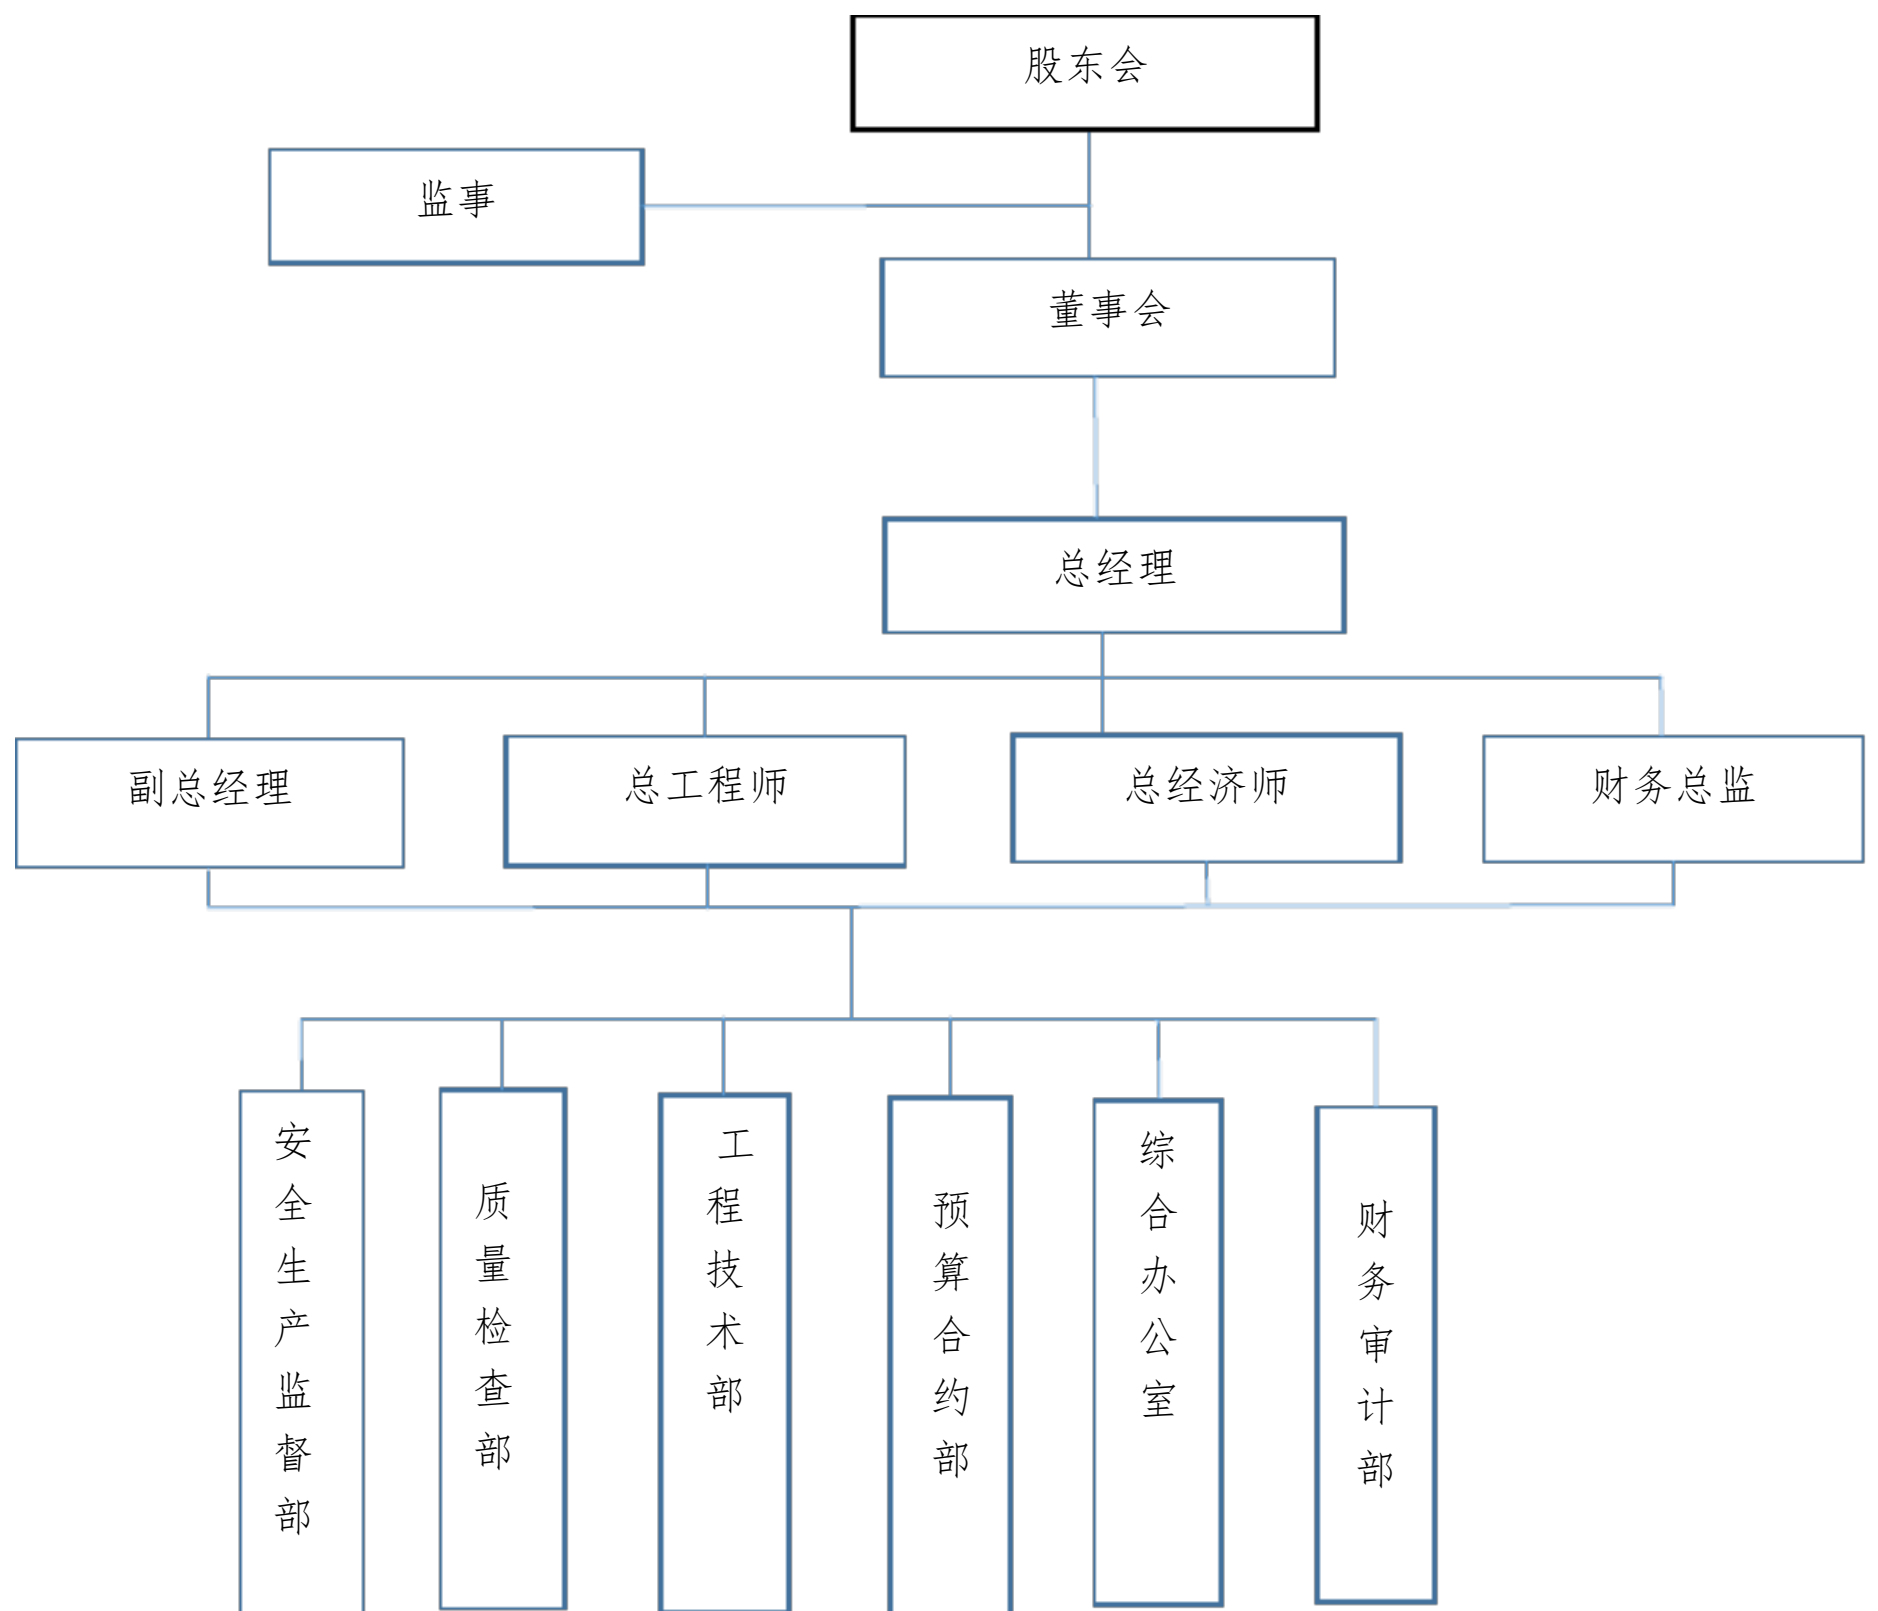 股东会
监事
董事会
总经理
副总经理
总工程师
总经济师
财务总监
安全生产监督部
质量检查部
工程技术部
预算合约部
综合办公室
财务审计部